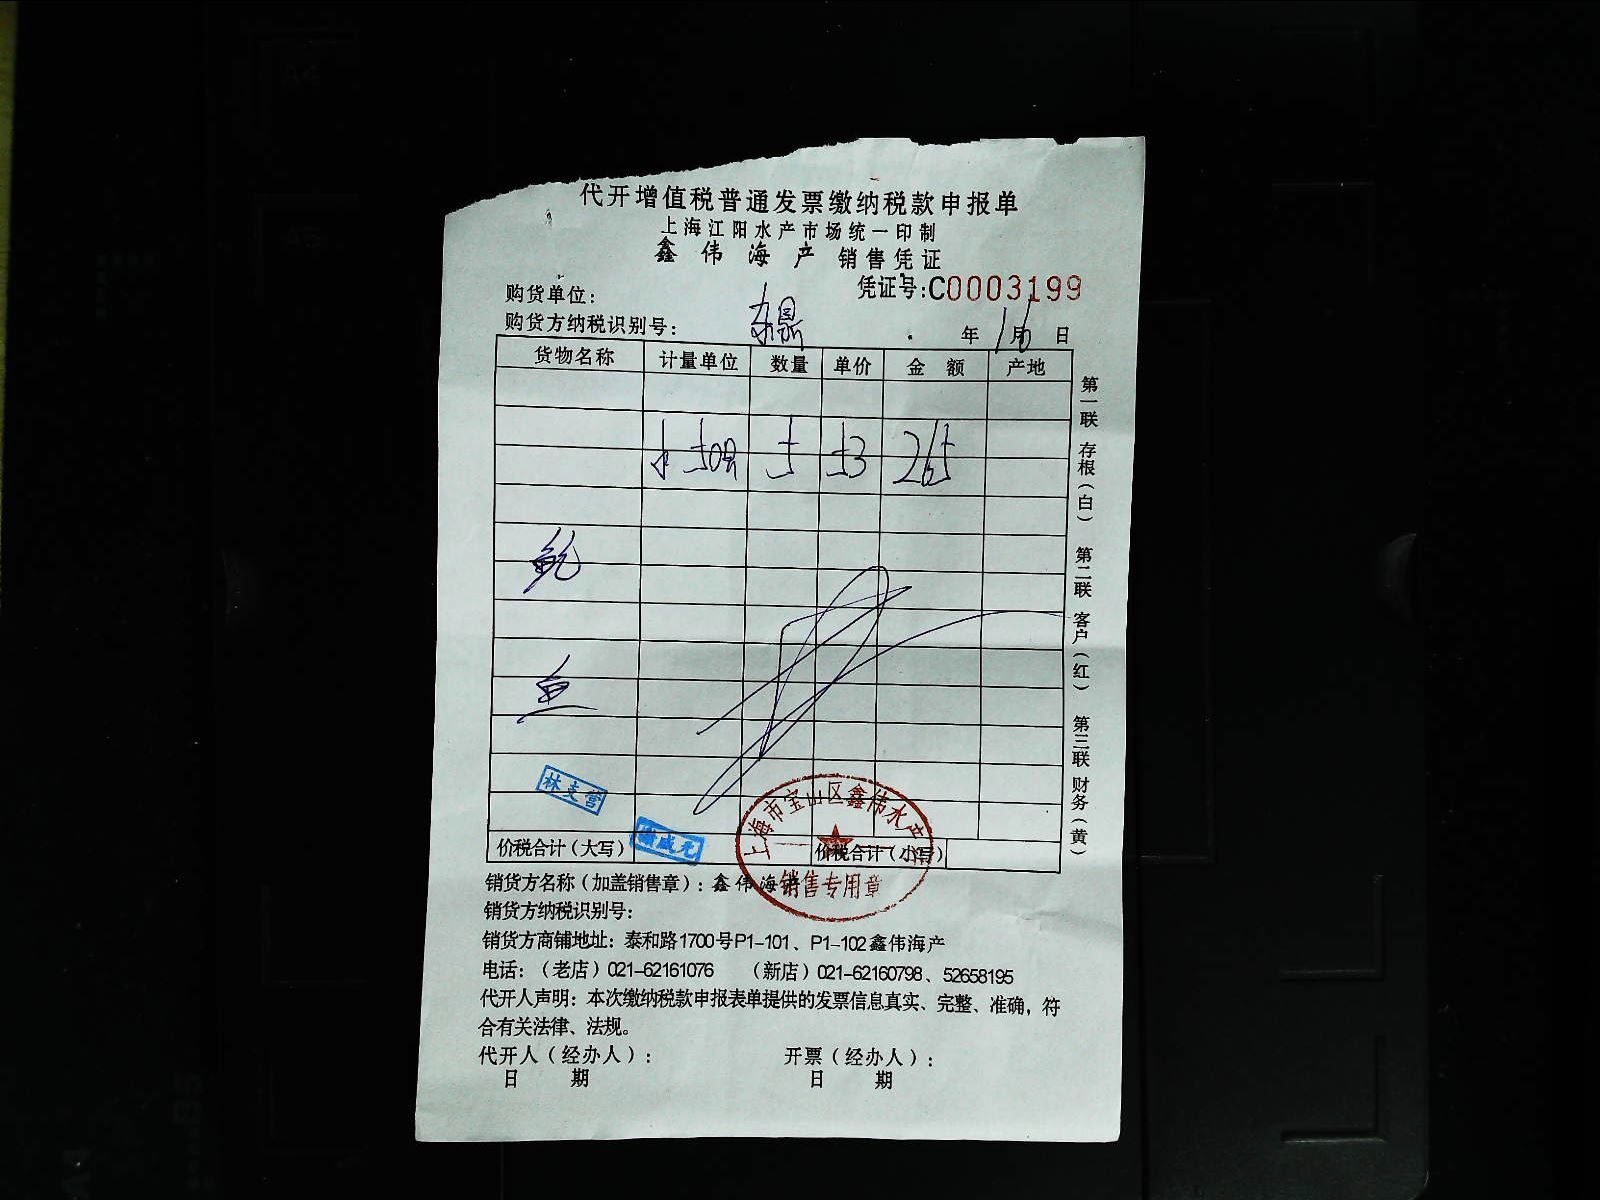 代开增值税普通发票缴纳税款申报单
上海江阳水产市场统一印制
鑫伟海产 销售凭证
凭证号:C0003199
购货单位:
购货方纳税识别号:
年 1月6日
货物名称 计量单位 数量 单价 金额 产地
5 53 265
鲍
鱼
第一联 存根(白) 第二联 客户(红) 第三联 财务(黄)
林支营
谢咸光
上海市宝山区鑫伟水产
销售专用章
价税合计(大写) 价税合计(小写)
销货方名称(加盖销售章):鑫伟海产
销货方纳税识别号:
销货方商铺地址:泰和路1700号P1-101、P1-102鑫伟海产
电话:(老店)021-62161076 (新店)021-62160798、52658195
代开人声明:本次缴纳税款申报表单提供的发票信息真实、完整、准确,符
合有关法律、法规。
代开人(经办人): 开票(经办人):
日期 日期